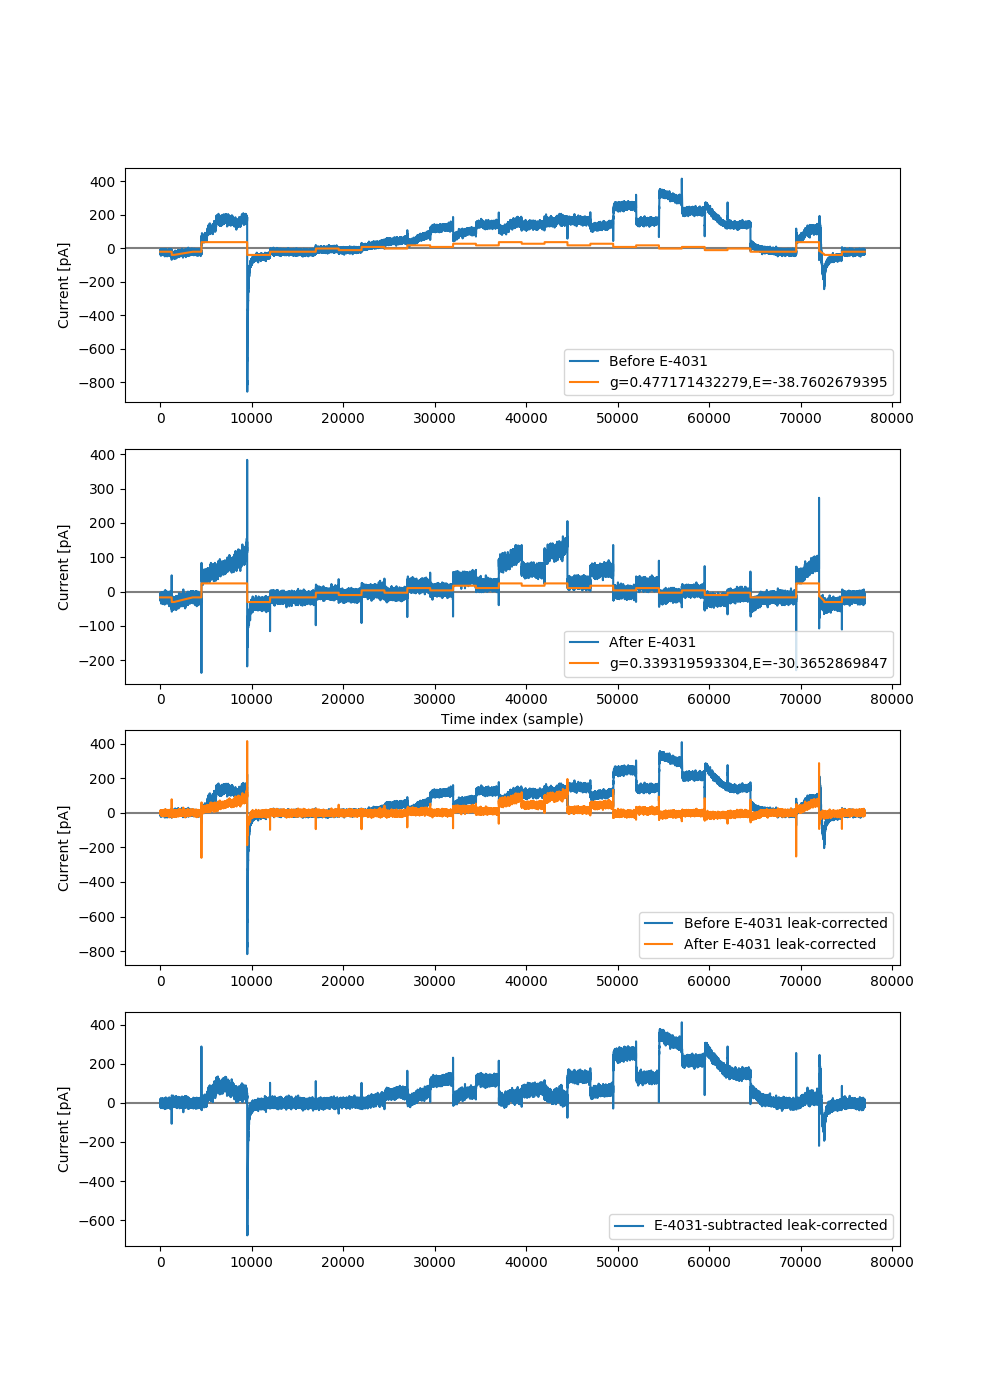 400
200
0
−200
−400
−600
−800
Current [pA]
Before E-4031
g=0.477171432279,E=-38.7602679395
0 10000 20000 30000 40000 50000 60000 70000 80000
400
300
200
100
0
−100
−200
Current [pA]
After E-4031
g=0.339319593304,E=-30.3652869847
0 10000 20000 30000 40000 50000 60000 70000 80000
Time index (sample)
400
200
0
−200
−400
−600
−800
Current [pA]
Before E-4031 leak-corrected
After E-4031 leak-corrected
0 10000 20000 30000 40000 50000 60000 70000 80000
400
200
0
−200
−400
−600
Current [pA]
E-4031-subtracted leak-corrected
0 10000 20000 30000 40000 50000 60000 70000 80000